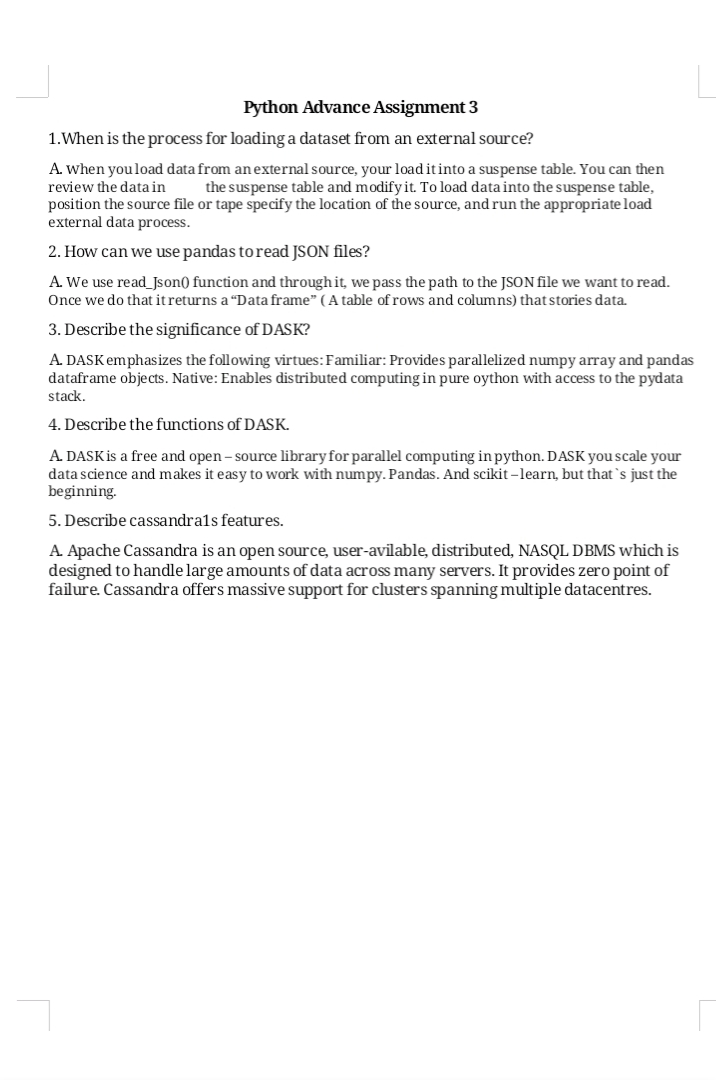 Python Advance Assignment 3
1.When is the process for loading a dataset from an external source?
A. When you load data from an external source, your load it into a suspense table. You can then
review the data in the suspense table and modify it. To load data into the suspense table,
position the source file or tape specify the location of the source, and run the appropriate load
external data process.
2. How can we use pandas to read JSON files?
A. We use read_Json() function and through it, we pass the path to the JSON file we want to read.
Once we do that it returns a “Data frame” ( A table of rows and columns) that stories data.
3. Describe the significance of DASK?
A. DASK emphasizes the following virtues: Familiar: Provides parallelized numpy array and pandas
dataframe objects. Native: Enables distributed computing in pure oython with access to the pydata
stack.
4. Describe the functions of DASK.
A. DASK is a free and open – source library for parallel computing in python. DASK you scale your
data science and makes it easy to work with numpy. Pandas. And scikit – learn, but that`s just the
beginning.
5. Describe cassandra1s features.
A. Apache Cassandra is an open source, user-avilable, distributed, NASQL DBMS which is
designed to handle large amounts of data across many servers. It provides zero point of
failure. Cassandra offers massive support for clusters spanning multiple datacentres.